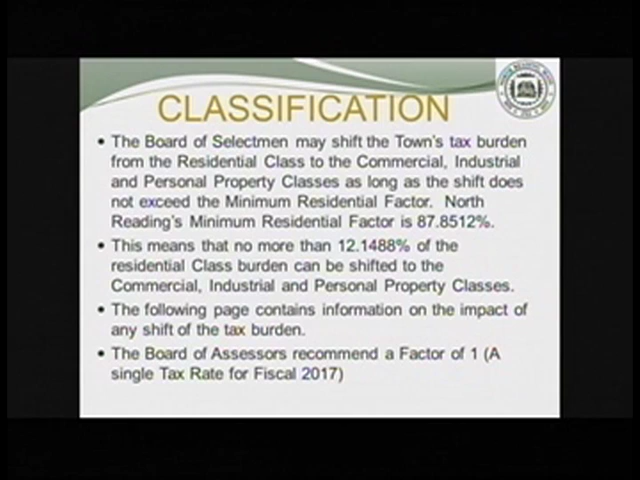 CLASSIFICATION
• The Board of Selectmen may shift the Town's tax burden
from the Residential Class to the Commercial, Industrial
and Personal Property Classes as long as the shift does
not exceed the Minimum Residential Factor. North
Reading's Minimum Residential Factor is 87.8512%.
• This means that no more than 12.1488% of the
residential Class burden can be shifted to the
Commercial, Industrial and Personal Property Classes.
• The following page contains information on the impact of
any shift of the tax burden.
• The Board of Assessors recommend a Factor of 1 (A
single Tax Rate for Fiscal 2017)